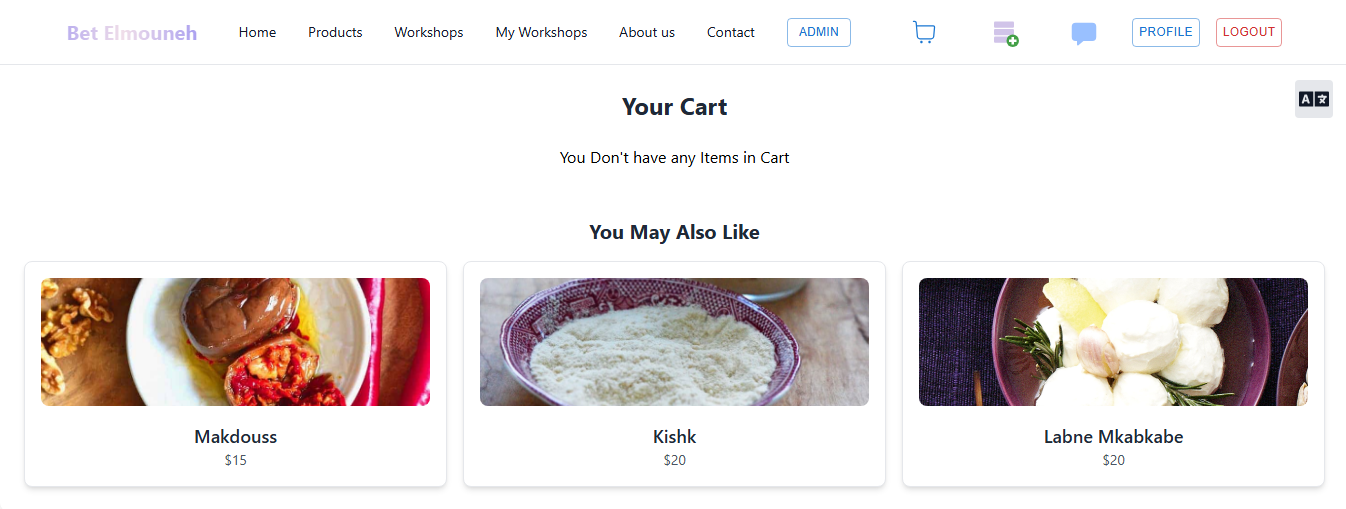 Bet Elmouneh Home Products Workshops My Workshops About us Contact ADMIN PROFILE LOGOUT
A
Your Cart
You Don't have any Items in Cart
You May Also Like
Makdouss Kishk Labne Mkabkabe
$15 $20 $20